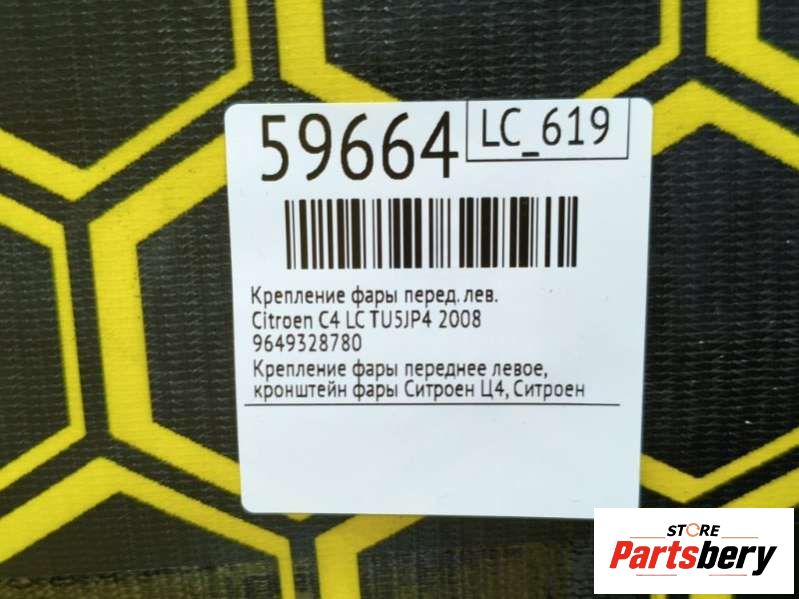 59664
LC_619
Крепление фары перед. лев.
Citroen C4 LC TU5JP4 2008
9649328780
Крепление фары переднее левое,
кронштейн фары Ситроен Ц4, Ситроен
STORE
Partsbery